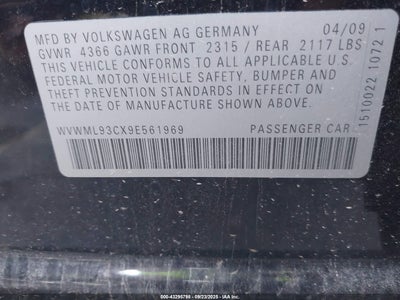 MFD BY VOLKSWAGEN AG GERMANY 04/09
GVWR 4366 GAWR FRONT 2315 / REAR 2117 LBS
THIS VEHICLE CONFORMS TO ALL APPLICABLE U.S.
FEDERAL MOTOR VEHICLE SAFETY, BUMPER AND
THEFT PREVENTION STANDARDS IN EFFECT ON THE
DATE OF MANUFACTURE SHOWN ABOVE.
WVWML93CX9E561969 PASSENGER CAR
1510022 1072 1
000-43295798 - 09/23/2025 - IAA Inc.